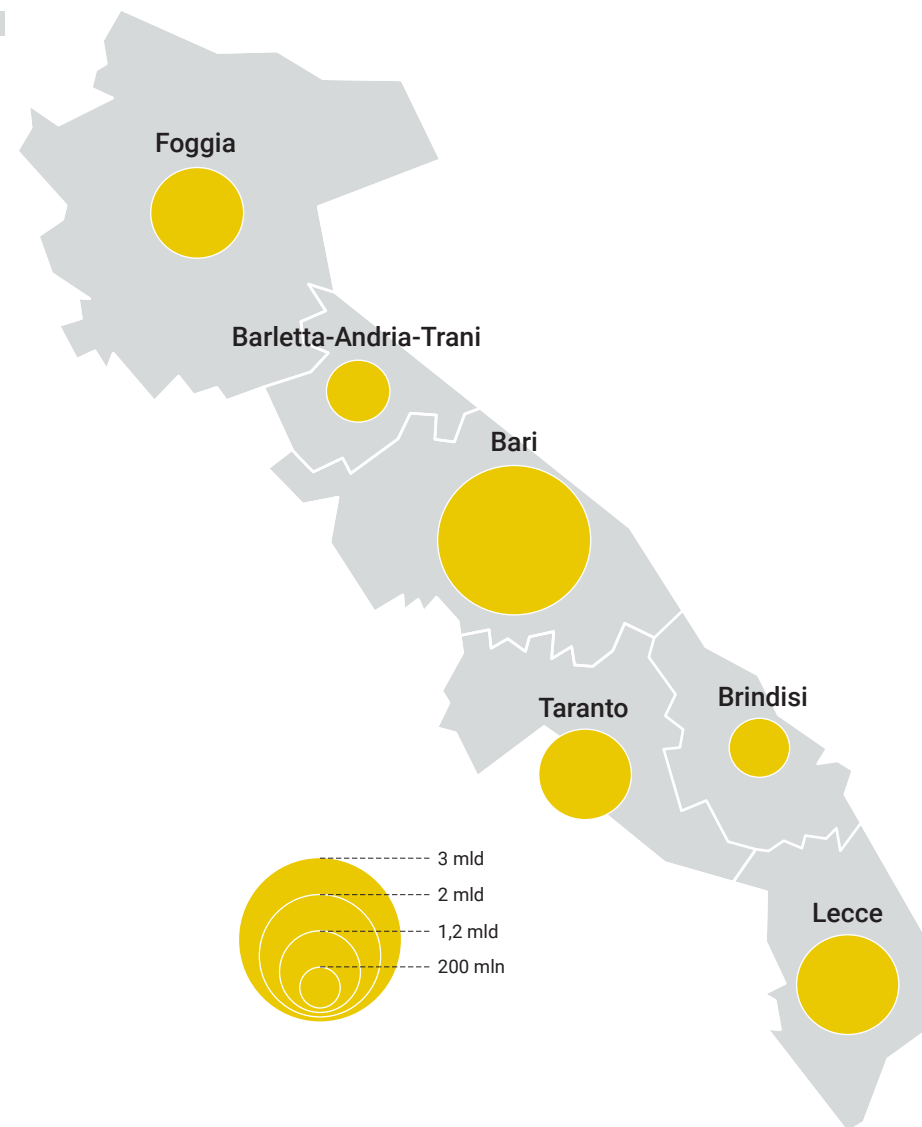 Foggia
Barletta-Andria-Trani
Bari
Brindisi
Taranto
3 mld
2 mld
1,2 mld
200 mln
Lecce